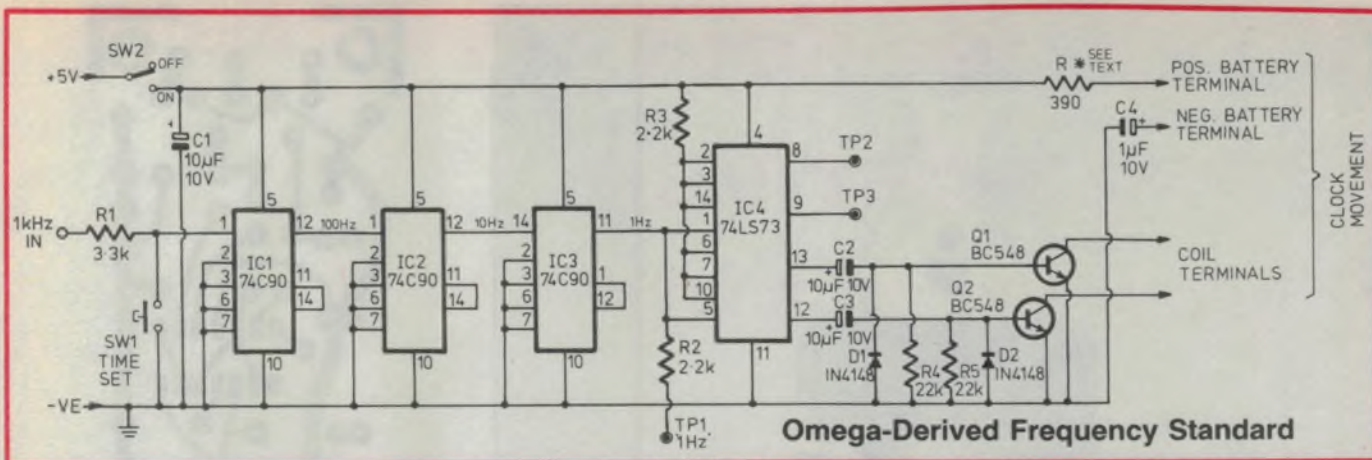 SW2
+5V
OFF
ON
C1
10µF
10V
1kHz
IN
R1
3·3k
SW1
TIME
SET
-VE
1
2
3
6
7
5
IC1
74C90
12
11
14
10
100Hz
1
2
3
6
7
5
IC2
74C90
12
11
14
10
10Hz
14
2
3
6
7
5
IC3
74C90
11
1
12
10
1Hz
R3
2·2k
2
3
14
1
6
7
10
5
4
IC4
74LS73
8
9
13
12
11
TP2
TP3
R2
2·2k
TP1
1Hz
C2
10µF 10V
C3
10µF 10V
D1
IN4148
R4
22k
R5
22k
D2
IN4148
Q1
BC548
Q2
BC548
R * SEE
TEXT
390
C4
1µF
10V
POS. BATTERY
TERMINAL
NEG. BATTERY
TERMINAL
COIL
TERMINALS
CLOCK
MOVEMENT
Omega-Derived Frequency Standard